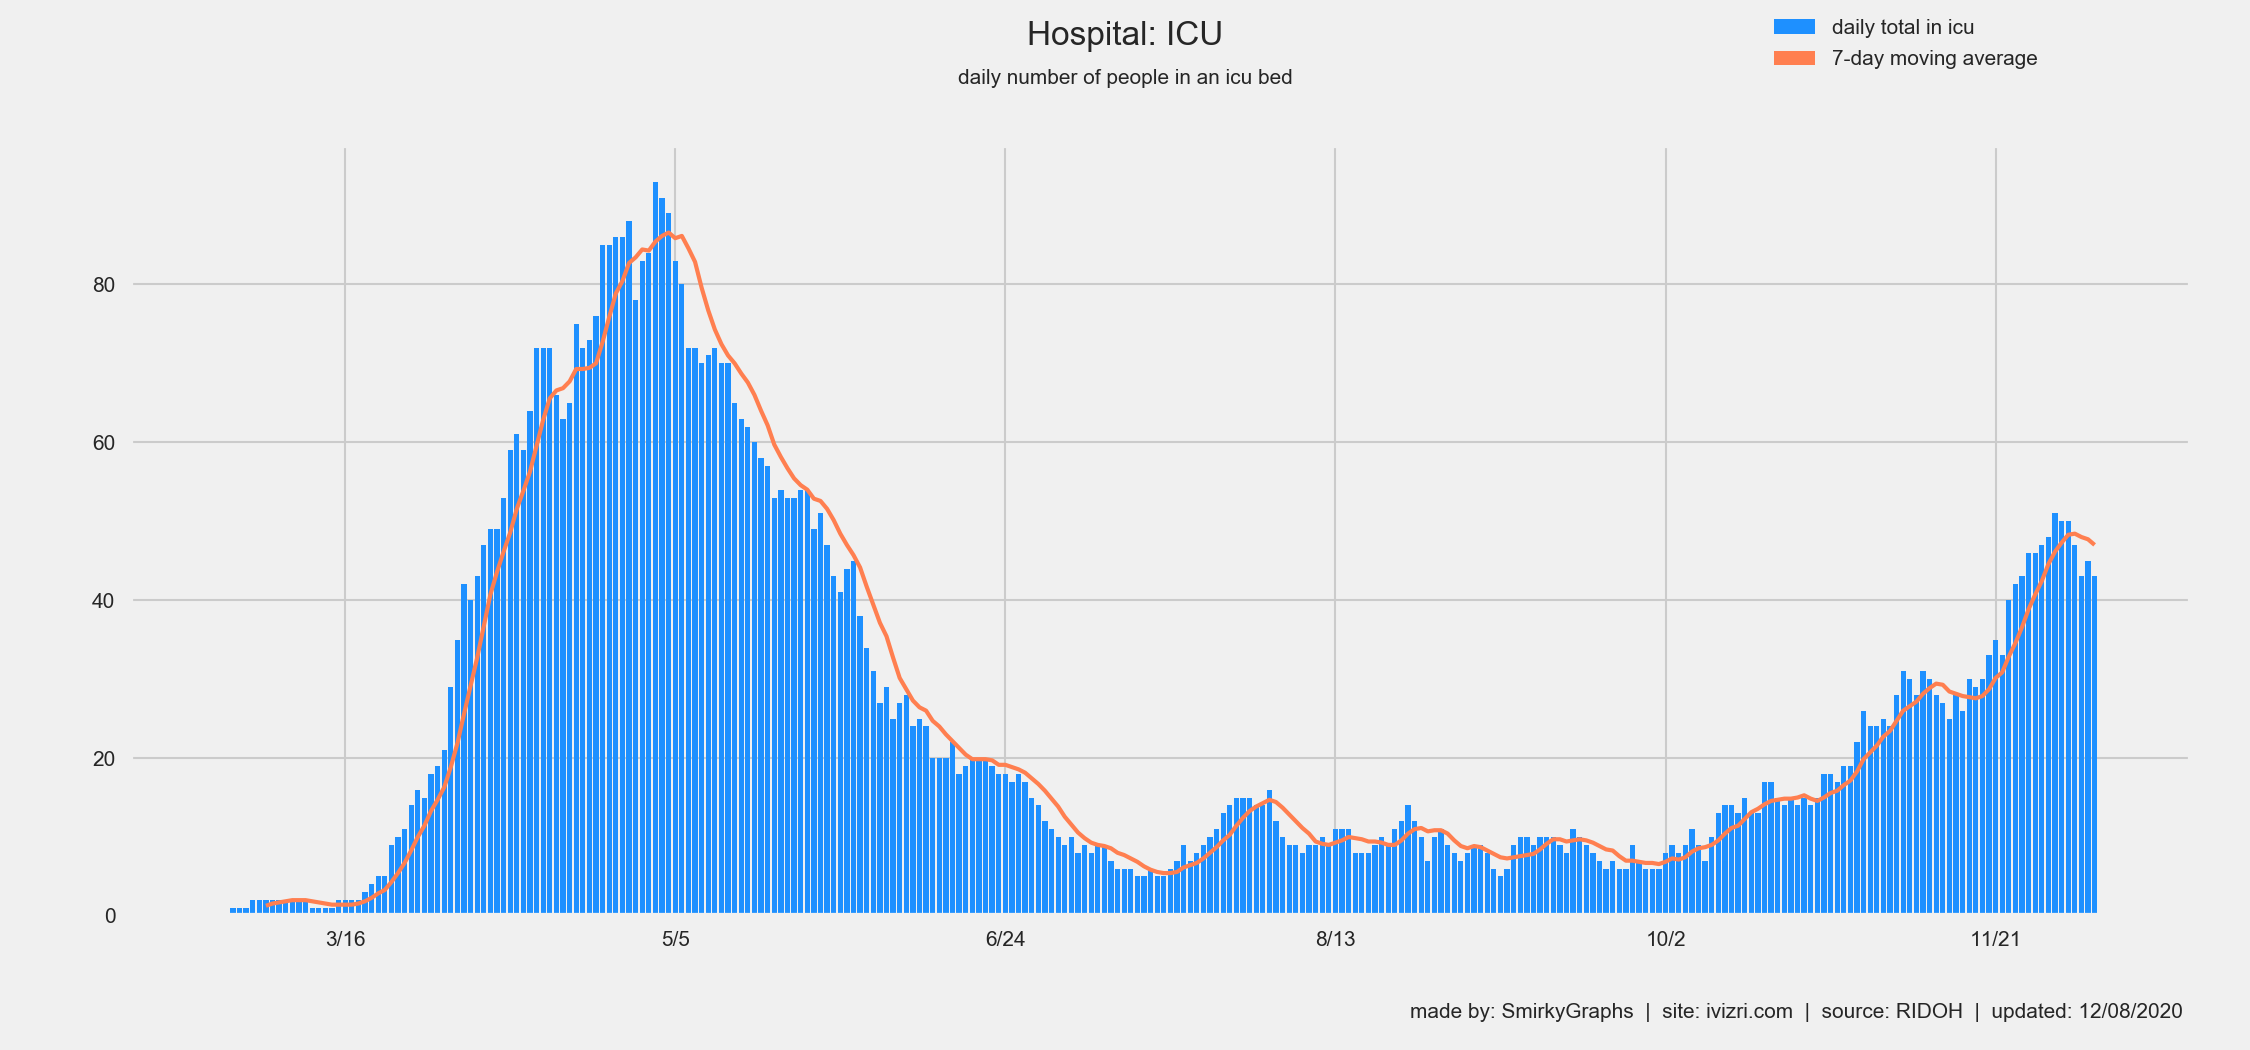 Hospital: ICU
daily number of people in an icu bed
daily total in icu
7-day moving average
80
60
40
20
0
3/16 5/5 6/24 8/13 10/2 11/21
made by: SmirkyGraphs | site: ivizri.com | source: RIDOH | updated: 12/08/2020